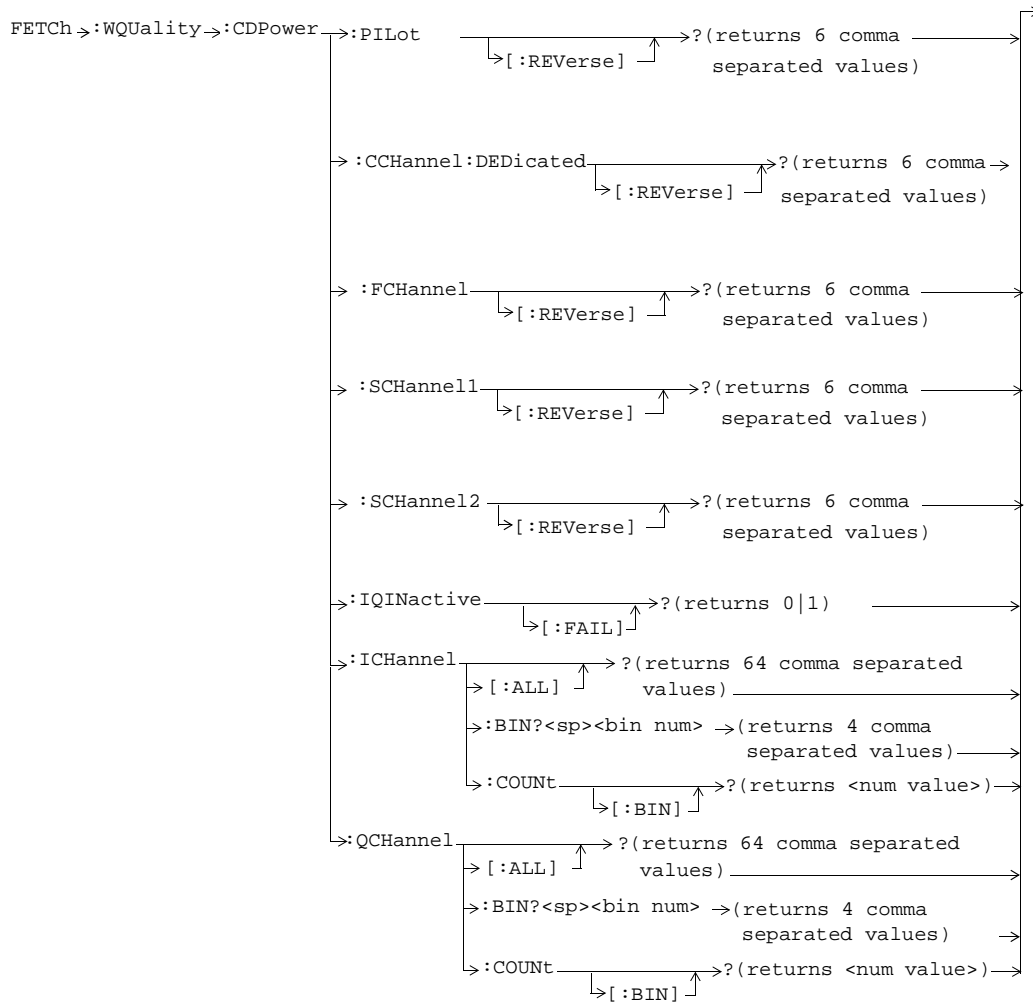 FETCh :WQUality :CDPower :PILot ?(returns 6 comma
[:REVerse] separated values)
:CCHannel:DEDicated ?(returns 6 comma
[:REVerse] separated values)
:FCHannel ?(returns 6 comma
[:REVerse] separated values)
:SCHannel1 ?(returns 6 comma
[:REVerse] separated values)
:SCHannel2 ?(returns 6 comma
[:REVerse] separated values)
:IQINactive ?(returns 0|1)
[:FAIL]
:ICHannel ?(returns 64 comma separated
[:ALL] values)
:BIN?<sp><bin num> (returns 4 comma
separated values)
:COUNt ?(returns <num value>)
[:BIN]
:QCHannel ?(returns 64 comma separated
[:ALL] values)
:BIN?<sp><bin num> (returns 4 comma
separated values)
:COUNt ?(returns <num value>)
[:BIN]